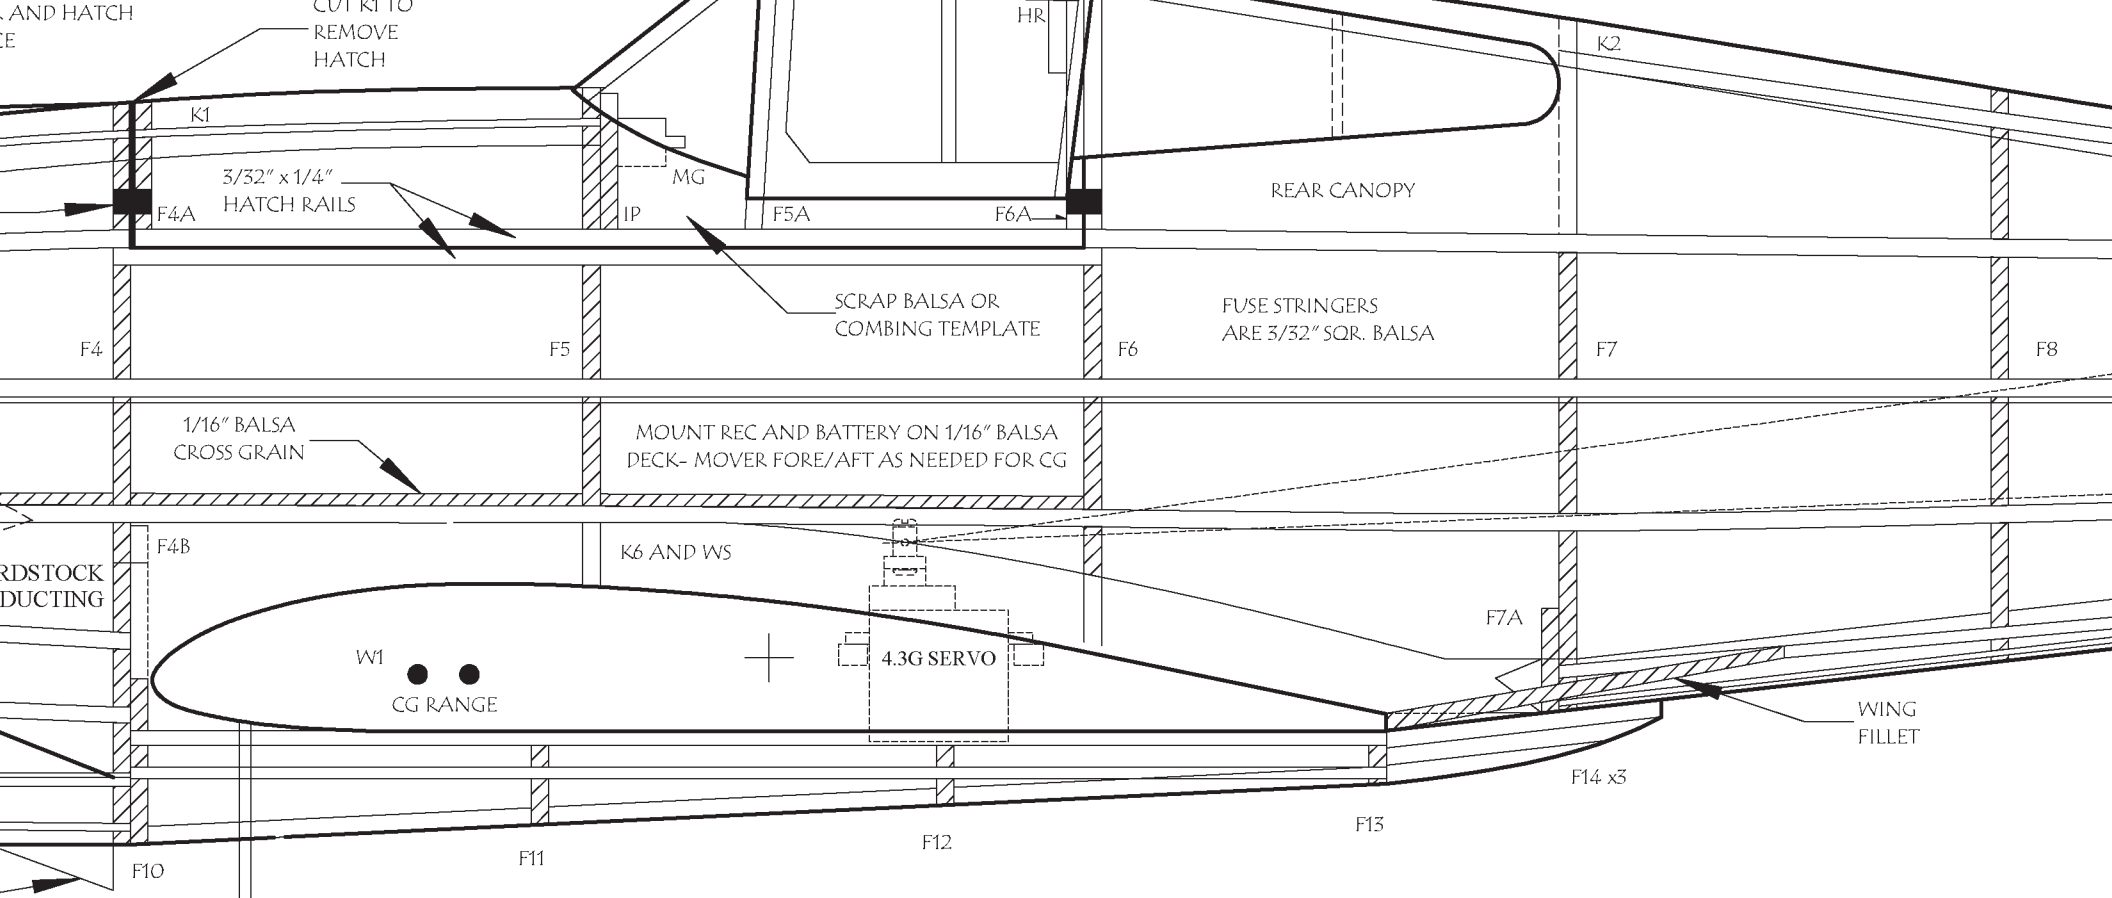 AND HATCH
CUT K1 TO
REMOVE
HATCH
HR
K2
K1
3/32" x 1/4"
HATCH RAILS
MG
F4A
IP
F5A
F6A
REAR CANOPY
SCRAP BALSA OR
COMBING TEMPLATE
FUSE STRINGERS
ARE 3/32" SQR. BALSA
F4
F5
F6
F7
F8
1/16" BALSA
CROSS GRAIN
MOUNT REC AND BATTERY ON 1/16" BALSA
DECK- MOVER FORE/AFT AS NEEDED FOR CG
F4B
K6 AND WS
RDSTOCK
DUCTING
F7A
W1
4.3G SERVO
CG RANGE
WING
FILLET
F14 x3
F13
F12
F11
F10